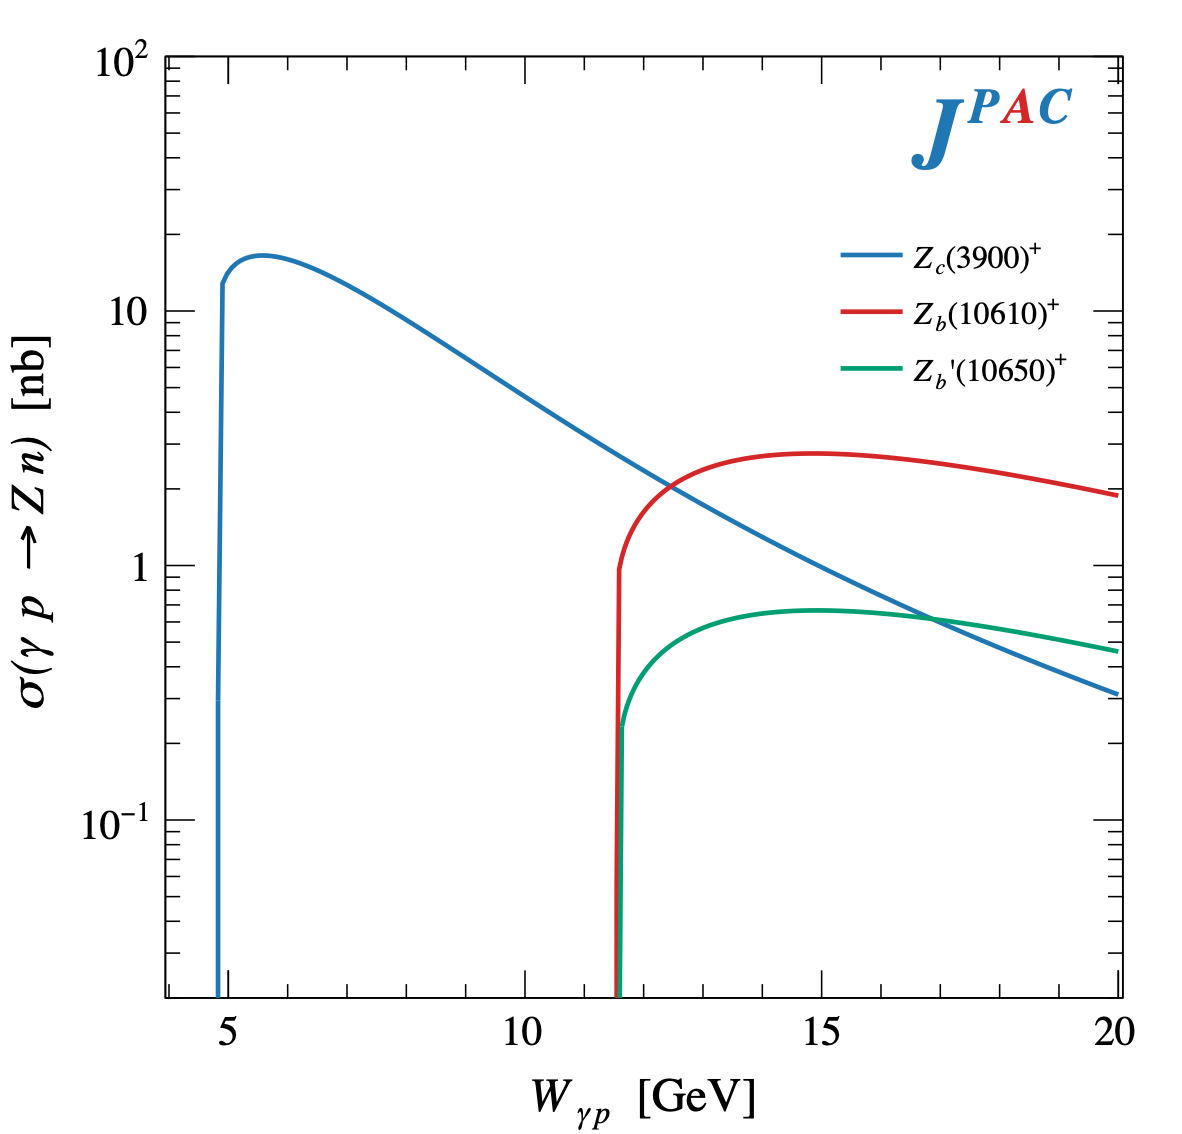 10²
J^PAC
Z_c(3900)⁺
Z_b(10610)⁺
Z_b'(10650)⁺
10
1
10⁻¹
σ(γ p → Z n) [nb]
5 10 15 20
W_γp [GeV]